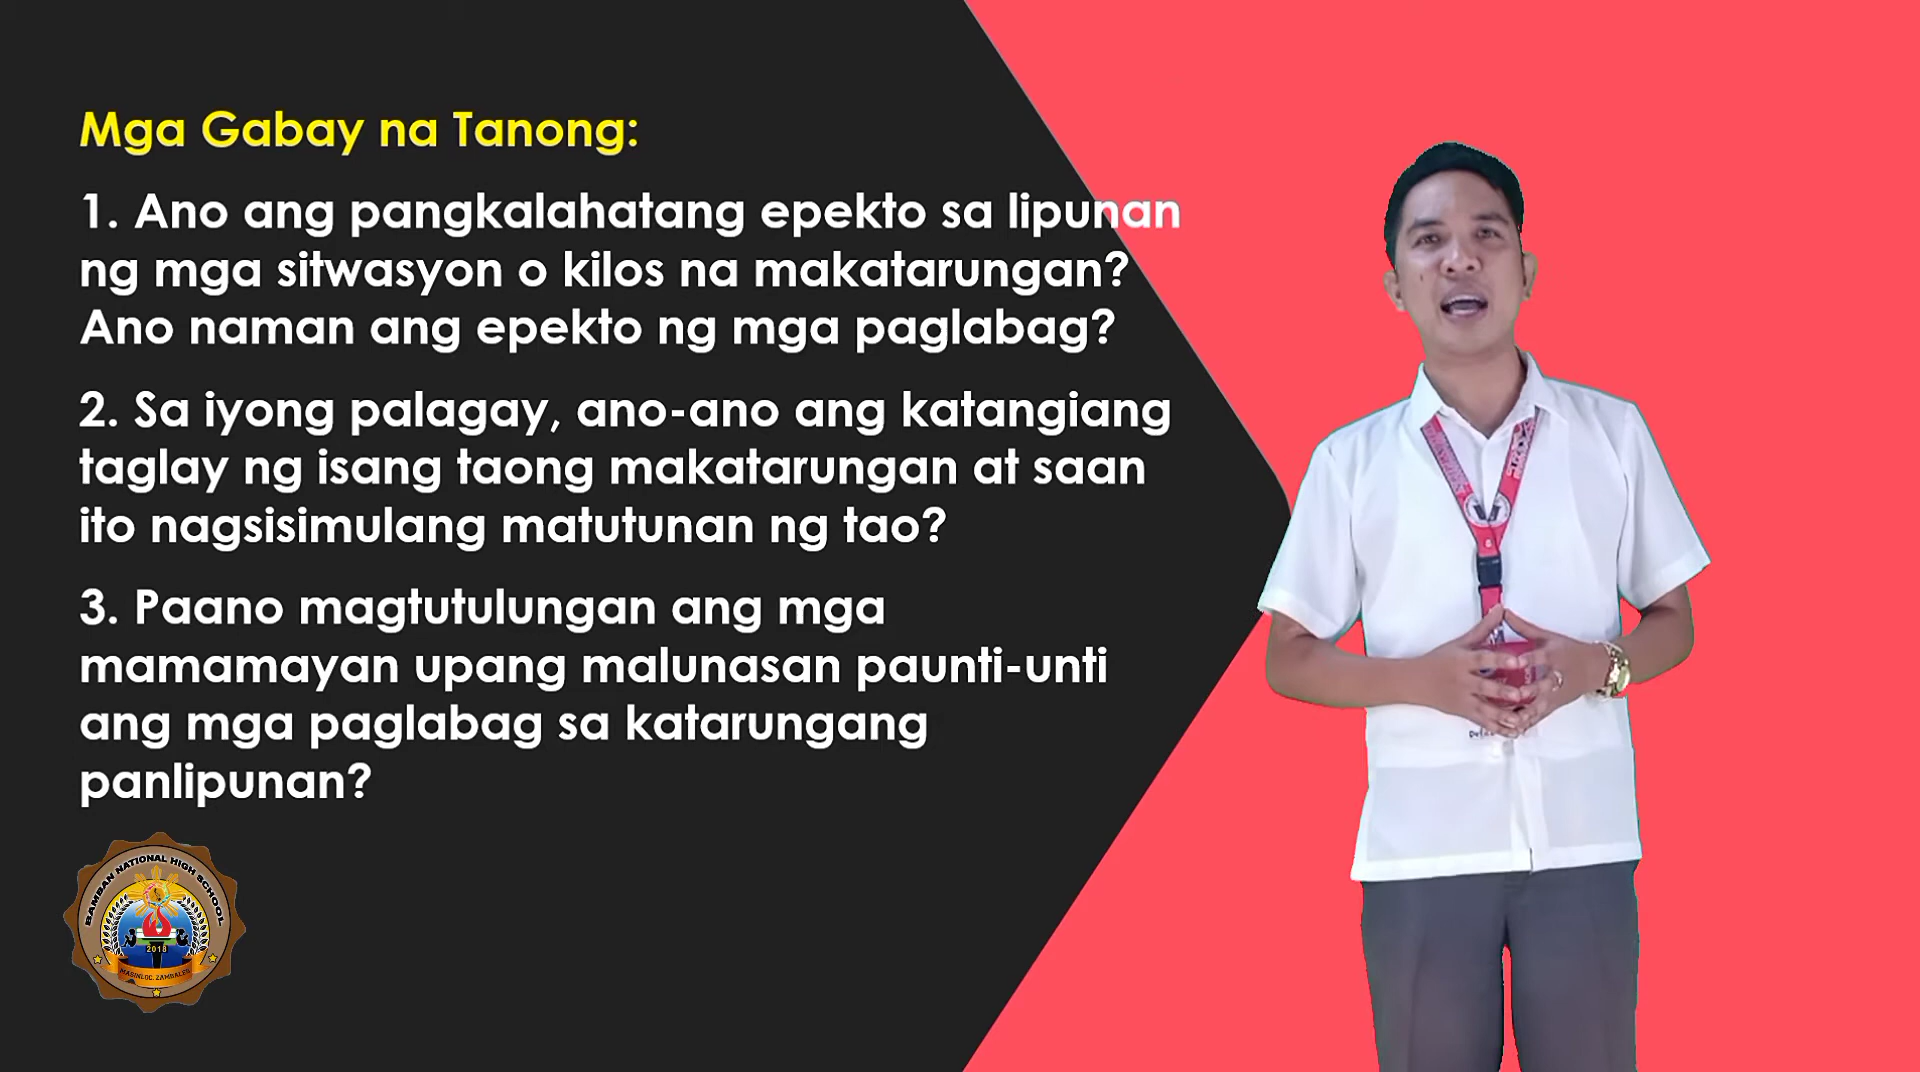 Mga Gabay na Tanong:
1. Ano ang pangkalahatang epekto sa lipunan
ng mga sitwasyon o kilos na makatarungan?
Ano naman ang epekto ng mga paglabag?
2. Sa iyong palagay, ano-ano ang katangiang
taglay ng isang taong makatarungan at saan
ito nagsisimulang matutunan ng tao?
3. Paano magtutulungan ang mga
mamamayan upang malunasan paunti-unti
ang mga paglabag sa katarungang
panlipunan?
BAMBAN NATIONAL HIGH SCHOOL
2018
MASINLOC, ZAMBALES